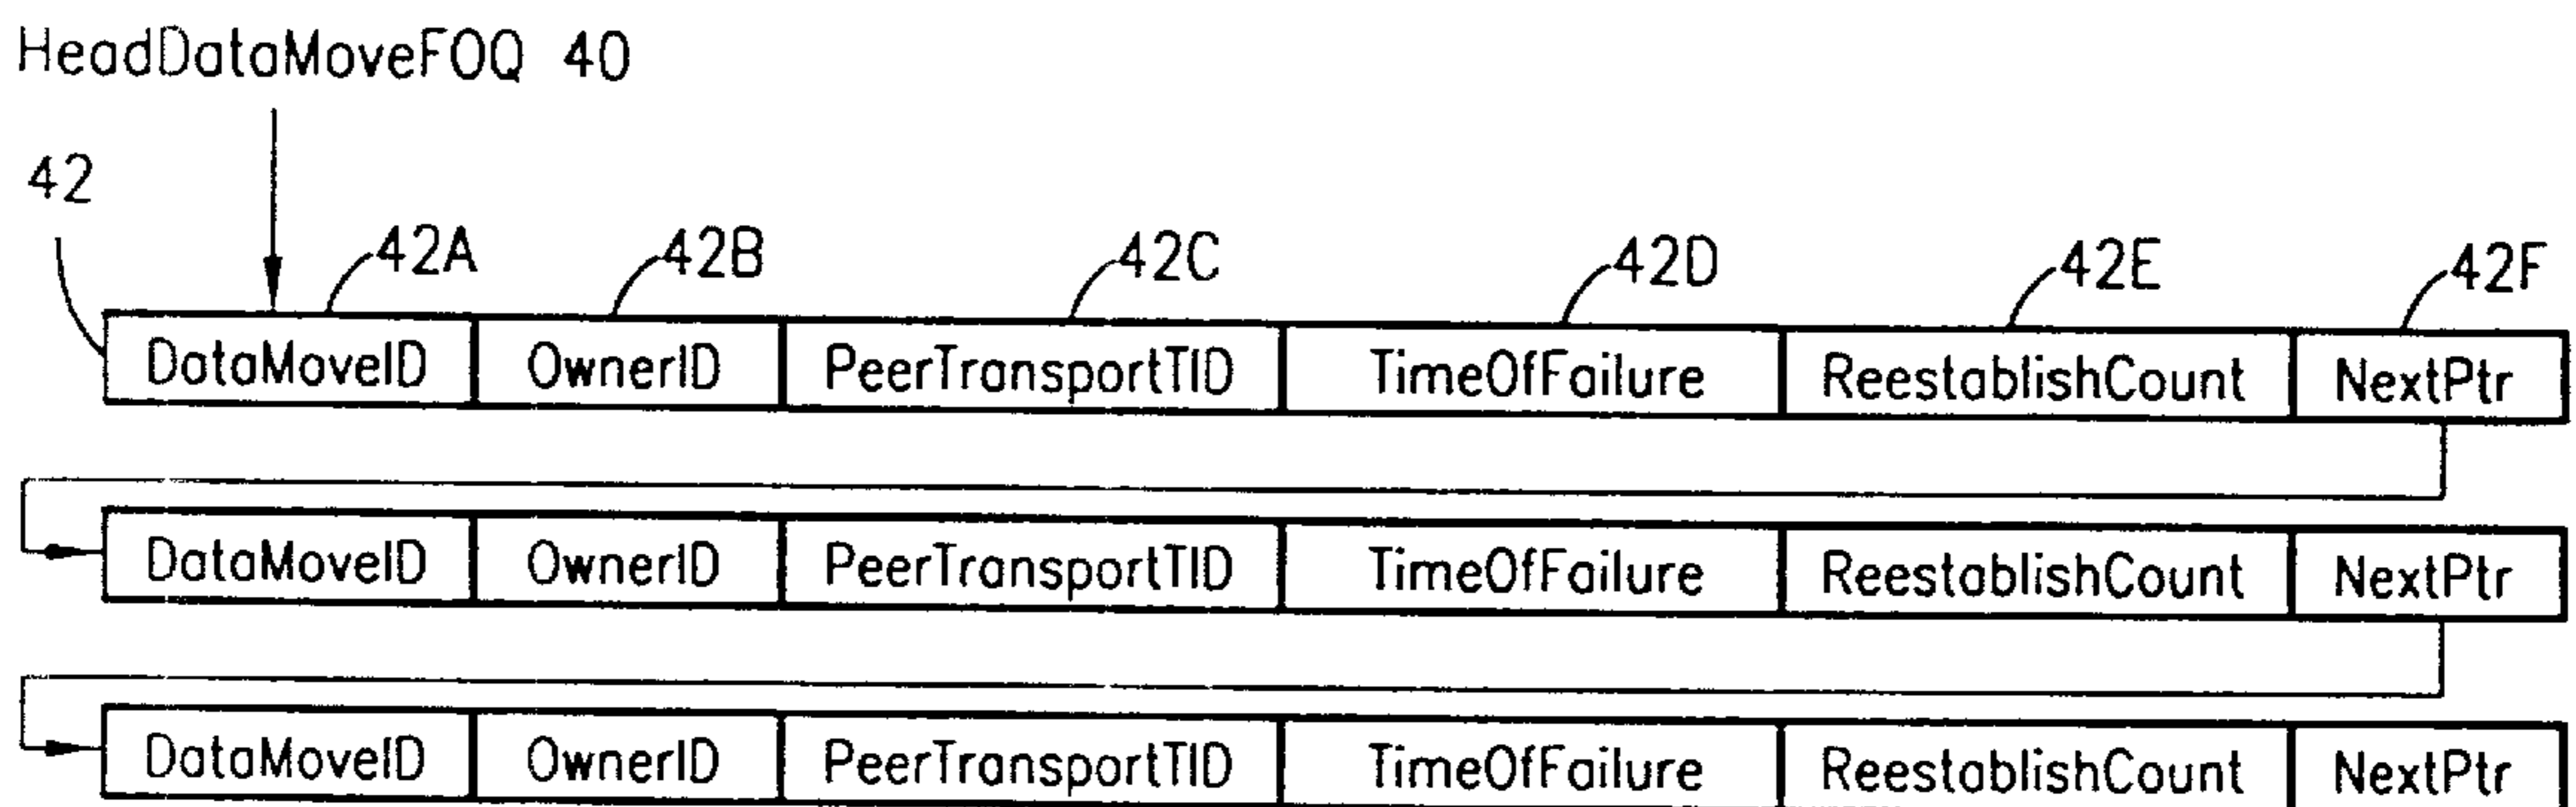 HeadDataMoveFOQ 40
42
42A 42B 42C 42D 42E 42F
DataMoveID OwnerID PeerTransportTID TimeOfFailure ReestablishCount NextPtr
DataMoveID OwnerID PeerTransportTID TimeOfFailure ReestablishCount NextPtr
DataMoveID OwnerID PeerTransportTID TimeOfFailure ReestablishCount NextPtr